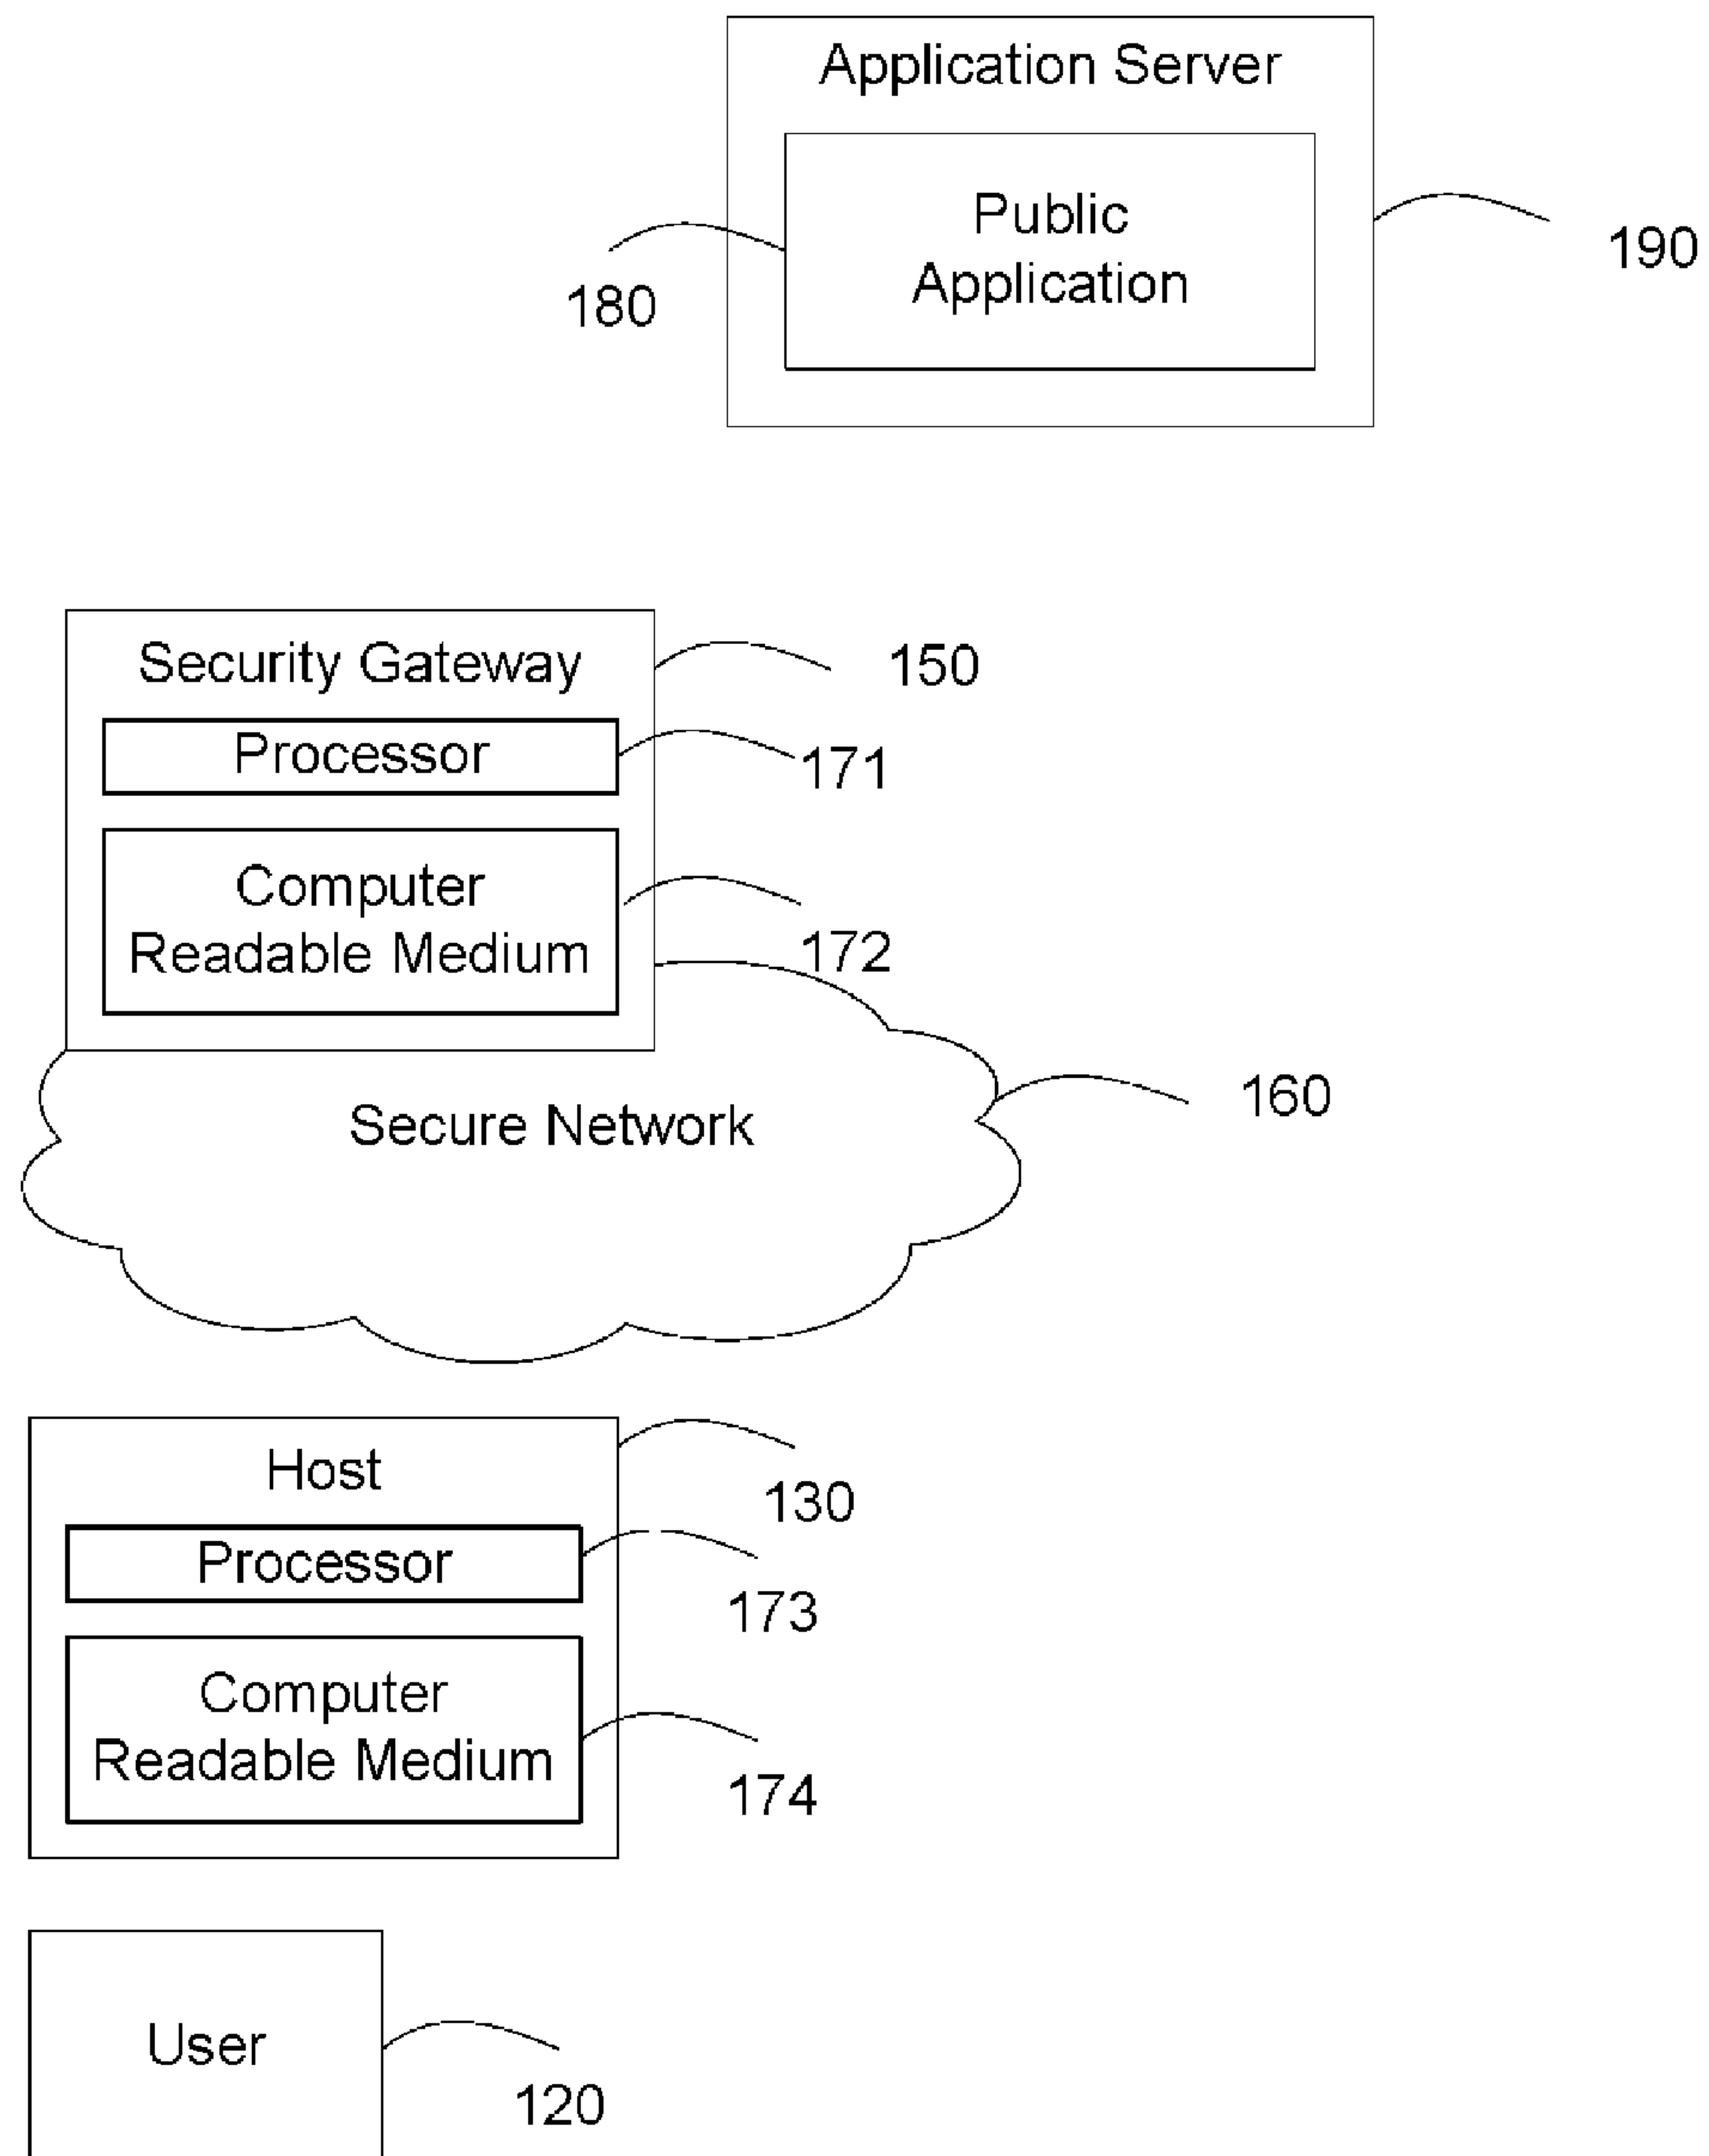 Application Server
Public
Application
180
190
Security Gateway
150
Processor
171
Computer
Readable Medium
172
Secure Network
160
Host
130
Processor
173
Computer
Readable Medium
174
User
120